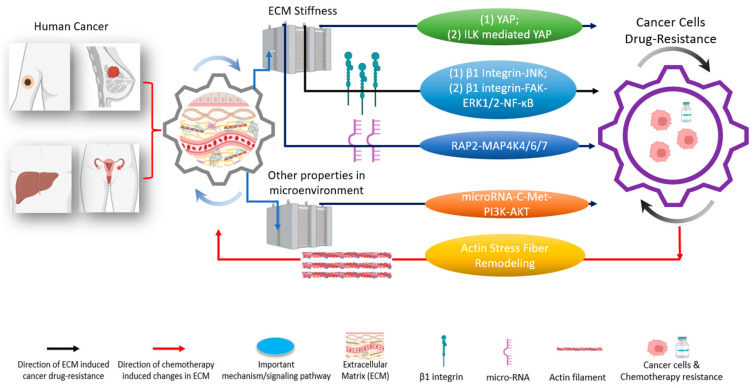 Human Cancer
ECM Stiffness
(1) YAP;
(2) ILK mediated YAP
Cancer Cells
Drug-Resistance
(1) β1 Integrin-JNK;
(2) β1 integrin-FAK-
ERK1/2-NF-κB
RAP2-MAP4K4/6/7
Other properties in
microenvironment
microRNA-C-Met-
PI3K-AKT
Actin Stress Fiber
Remodeling
Direction of ECM induced
cancer drug-resistance
Direction of chemotherapy
induced changes in ECM
Important
mechanism/signaling pathway
Extracellular
Matrix (ECM)
β1 integrin
micro-RNA
Actin filament
Cancer cells &
Chemotherapy resistance